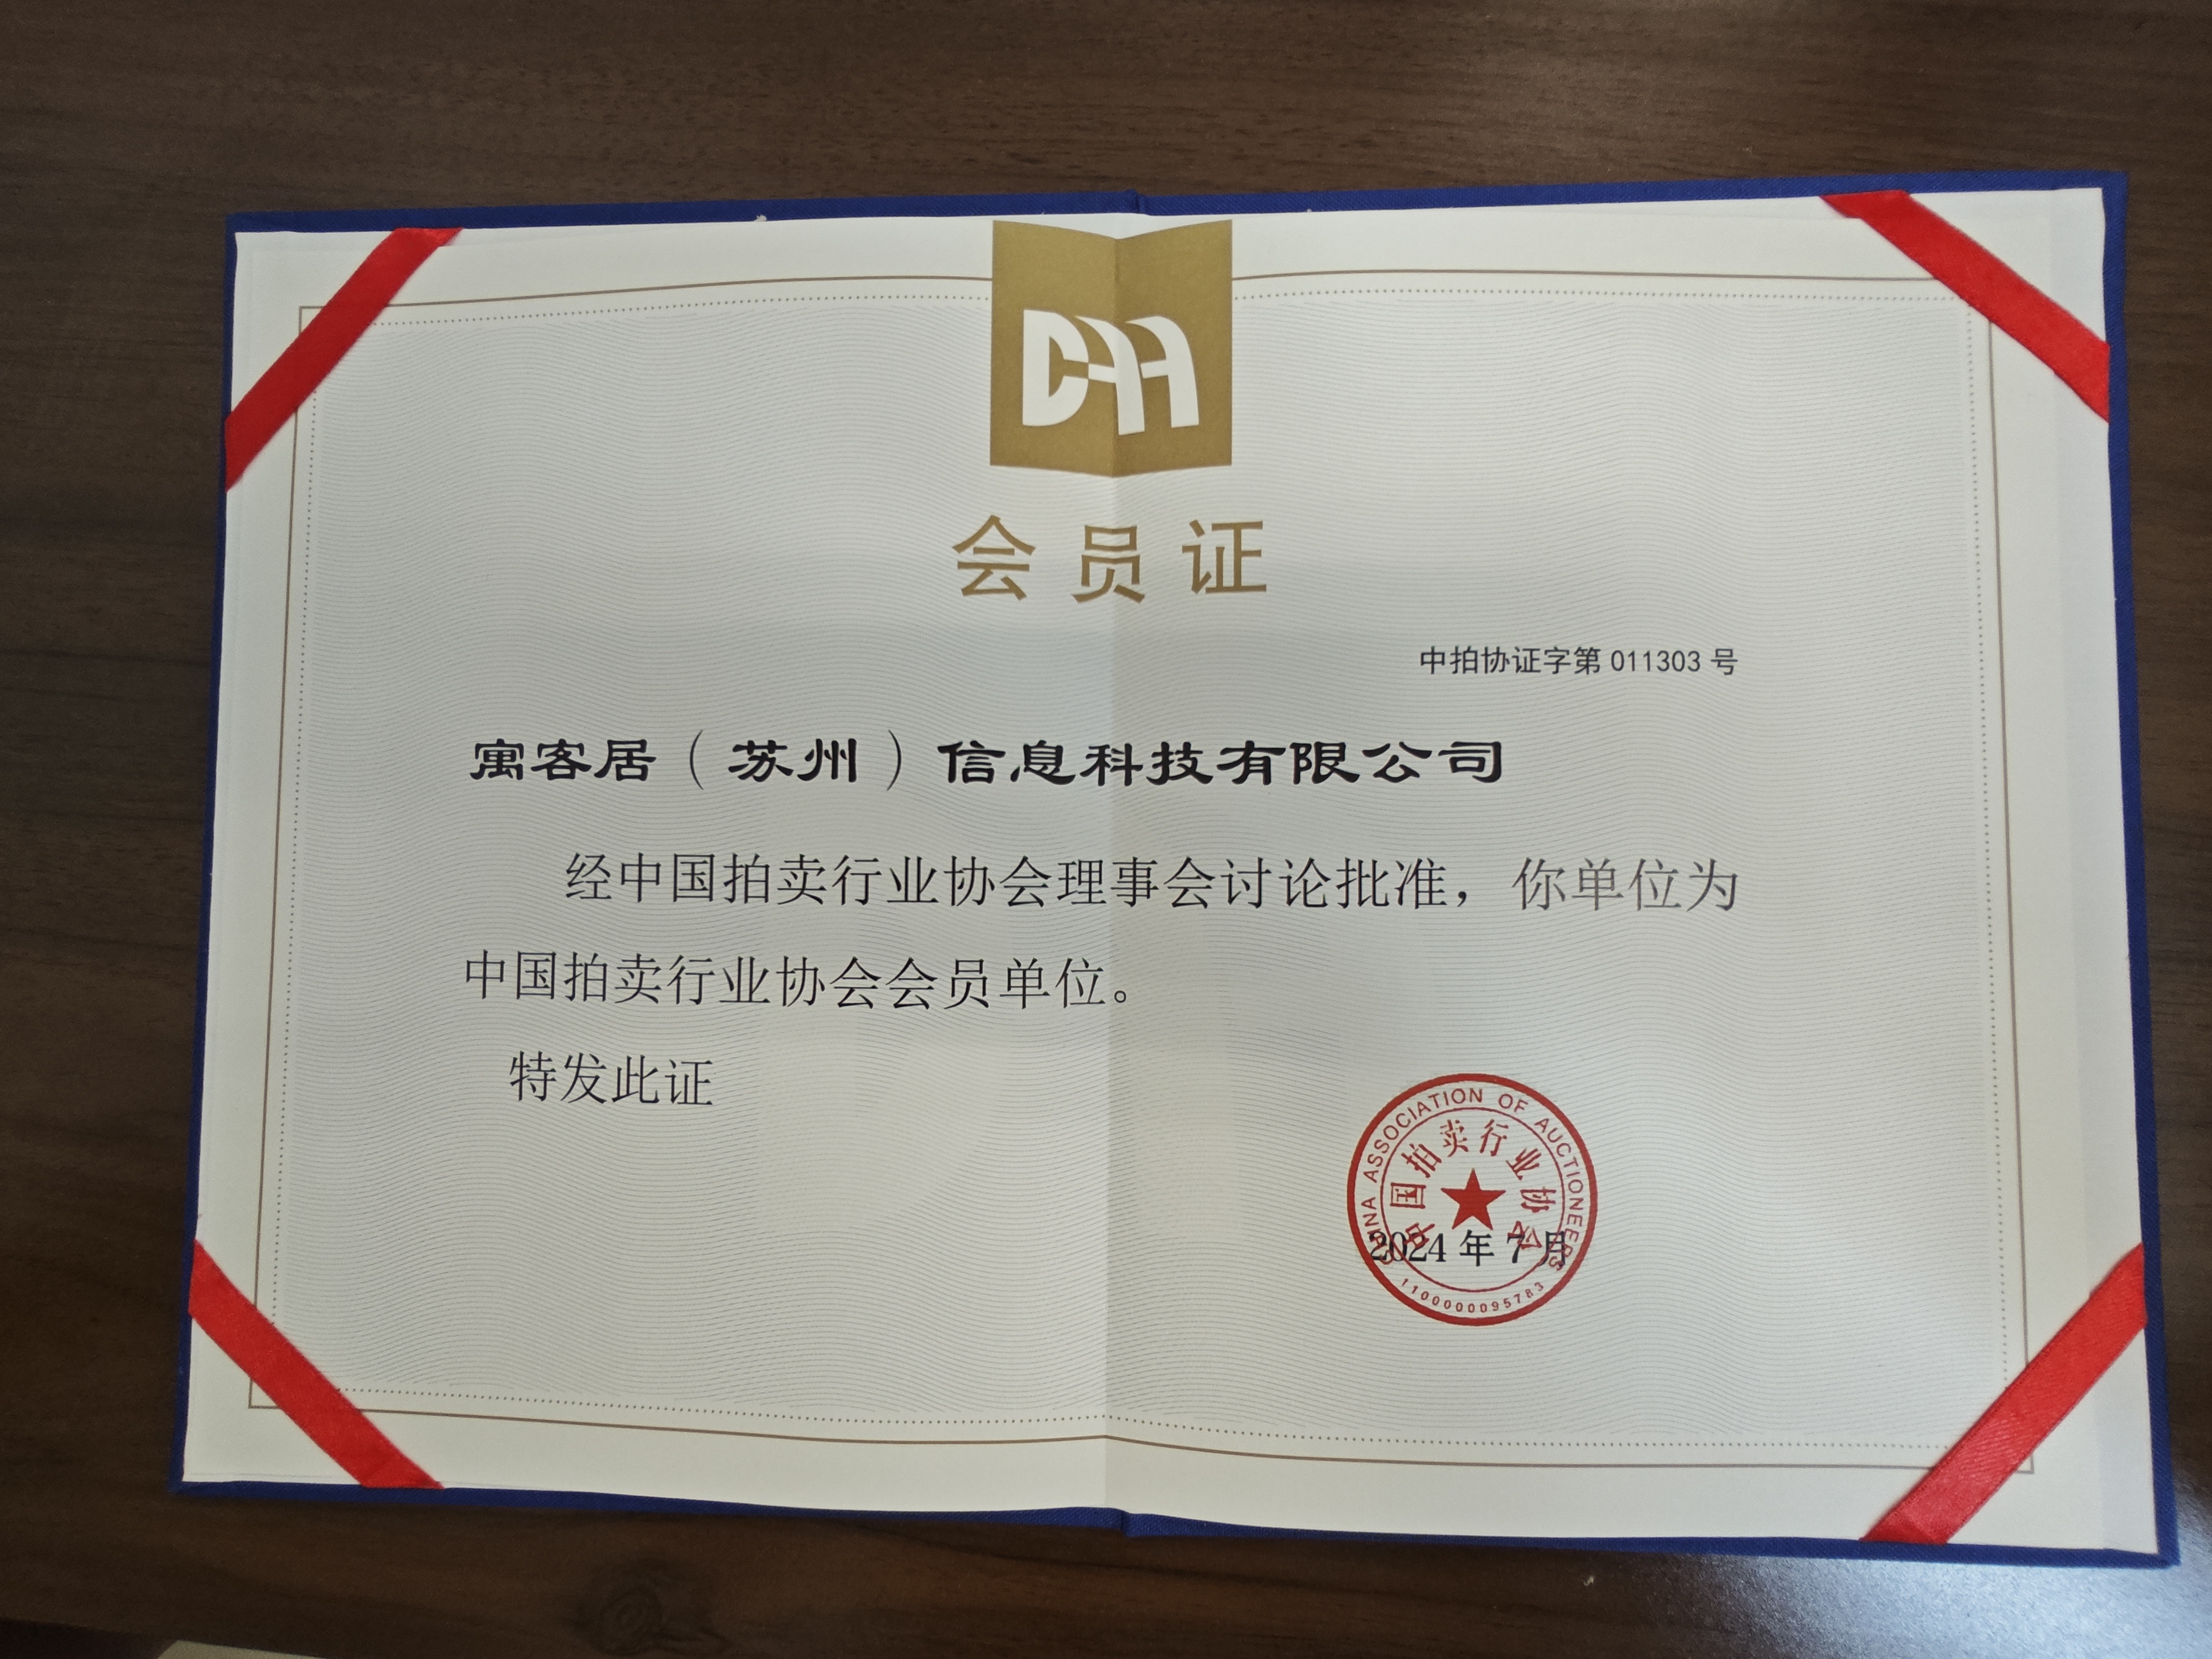 CAA
会员证
中拍协证字第 011303 号
寓客居（苏州）信息科技有限公司
经中国拍卖行业协会理事会讨论批准，你单位为
中国拍卖行业协会会员单位。
特发此证
CHINA ASSOCIATION OF AUCTIONEERS
中国拍卖行业协会
2024 年 7 月
1100000095783